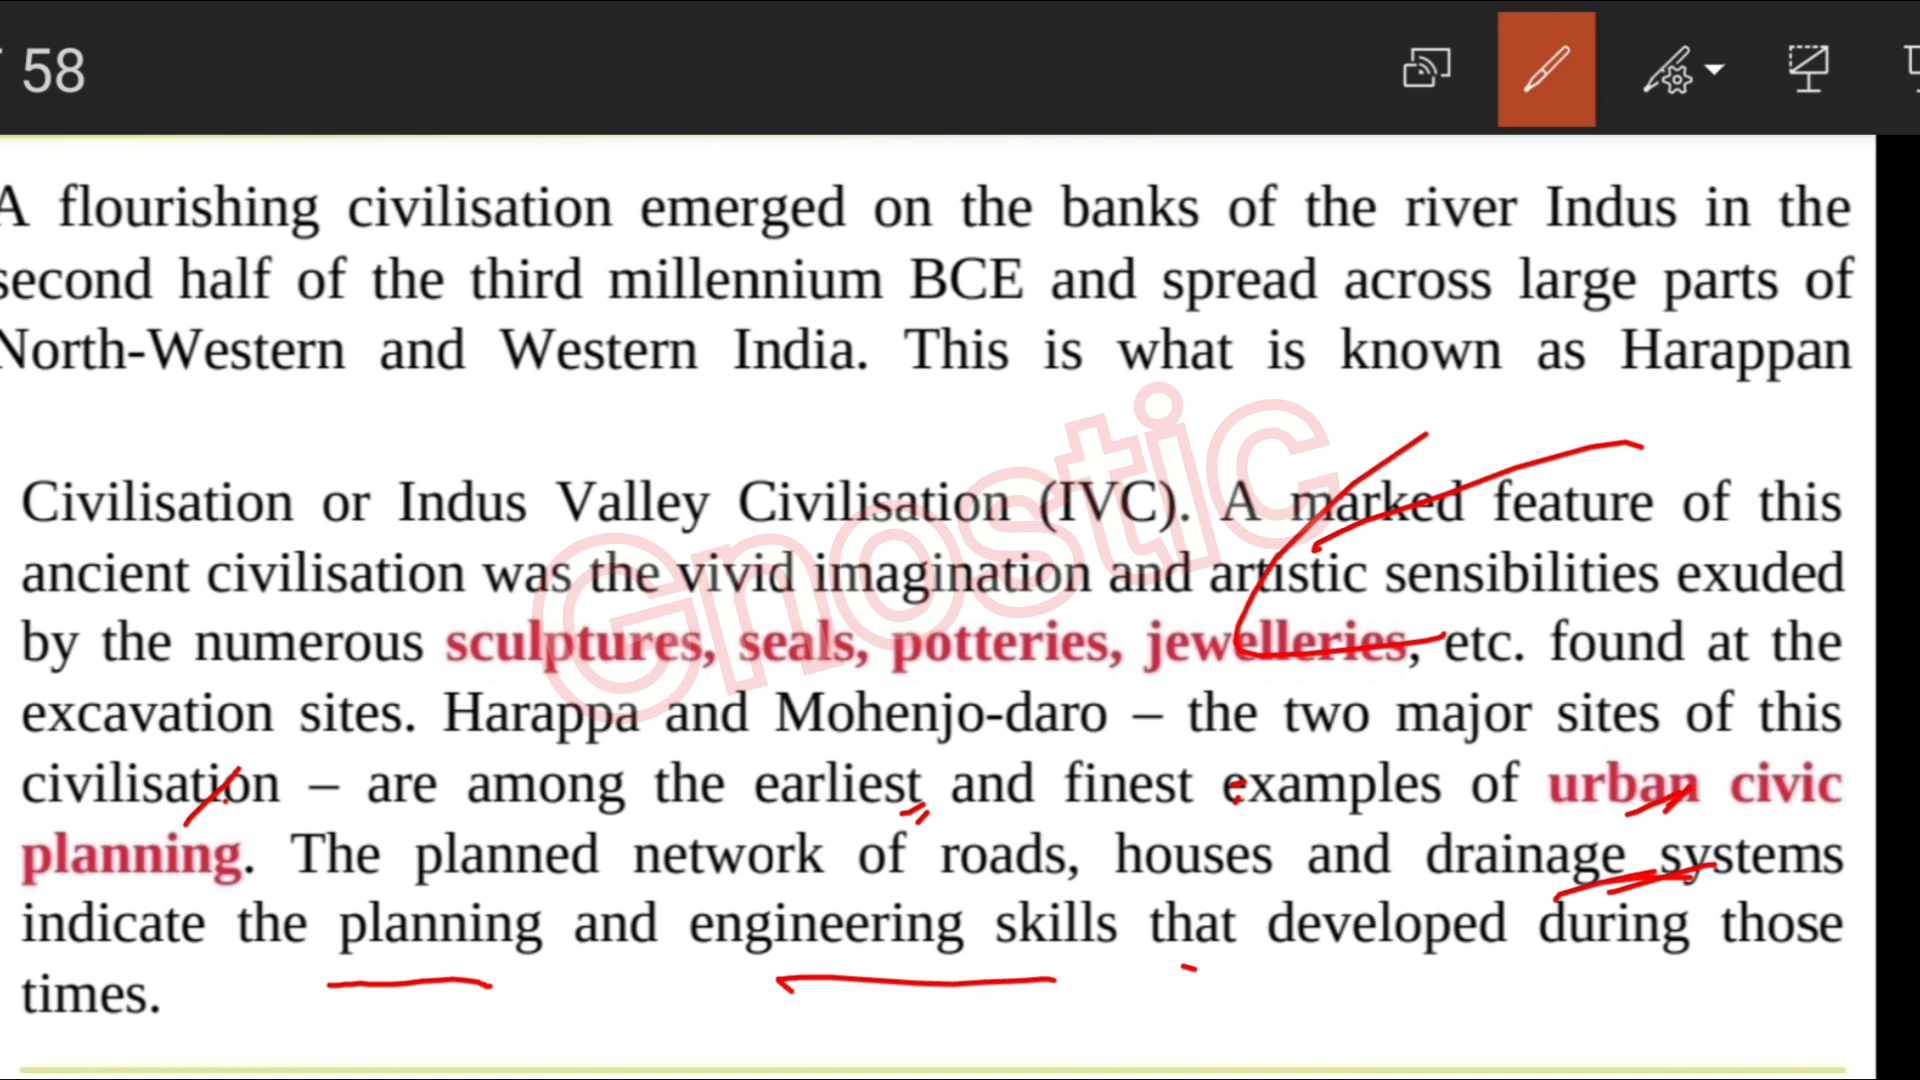 58
A flourishing civilisation emerged on the banks of the river Indus in the
second half of the third millennium BCE and spread across large parts of
North-Western and Western India. This is what is known as Harappan
Civilisation or Indus Valley Civilisation (IVC). A marked feature of this
ancient civilisation was the vivid imagination and artistic sensibilities exuded
by the numerous sculptures, seals, potteries, jewelleries, etc. found at the
excavation sites. Harappa and Mohenjo-daro – the two major sites of this
civilisation – are among the earliest and finest examples of urban civic
planning. The planned network of roads, houses and drainage systems
indicate the planning and engineering skills that developed during those
times.
Gnostic